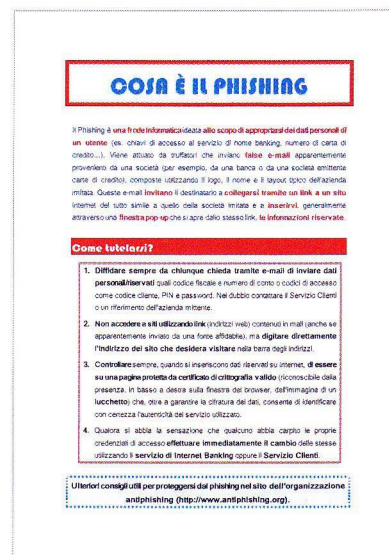 COSA È IL PHISHING
Il Phishing è una frode informatica ideata allo scopo di appropriarsi dei dati personali di
un utente (es. chiavi di accesso al servizio di home banking, numero di carta di
credito...). Viene attuato da truffatori che inviano false e-mail apparentemente
provenienti da una società (per esempio, da una banca o da una società emittente
carte di credito), composte utilizzando il logo, il nome e il layout tipico dell'azienda
imitata. Queste e-mail invitano il destinatario a collegarsi tramite un link a un sito
Internet del tutto simile a quello della società imitata e a inserirvi, generalmente
attraverso una finestra pop-up che si apre dallo stesso link, le informazioni riservate.
Come tutelarsi?
1. Diffidare sempre da chiunque chieda tramite e-mail di inviare dati
personali/riservati quali codice fiscale e numero di conto o codici di accesso
come codice cliente, PIN e password. Nel dubbio contattare il Servizio Clienti
o un riferimento dell'azienda mittente.
2. Non accedere a siti utilizzando link (indirizzi web) contenuti in mail (anche se
apparentemente inviato da una fonte affidabile), ma digitare direttamente
l'indirizzo del sito che desidera visitare nella barra degli indirizzi.
3. Controllare sempre, quando si inseriscono dati riservati su internet, di essere
su una pagina protetta da certificato di crittografia valido (riconoscibile dalla
presenza, in basso a destra sulla finestra del browser, dell'immagine di un
lucchetto) che, oltre a garantire la cifratura dei dati, consente di identificare
con certezza l'autenticità del servizio utilizzato.
4. Qualora si abbia la sensazione che qualcuno abbia carpito le proprie
credenziali di accesso effettuare immediatamente il cambio delle stesse
utilizzando il servizio di Internet Banking oppure il Servizio Clienti.
Ulteriori consigli utili per proteggersi dal phishing nel sito dell'organizzazione
antiphishing (http://www.antiphishing.org).